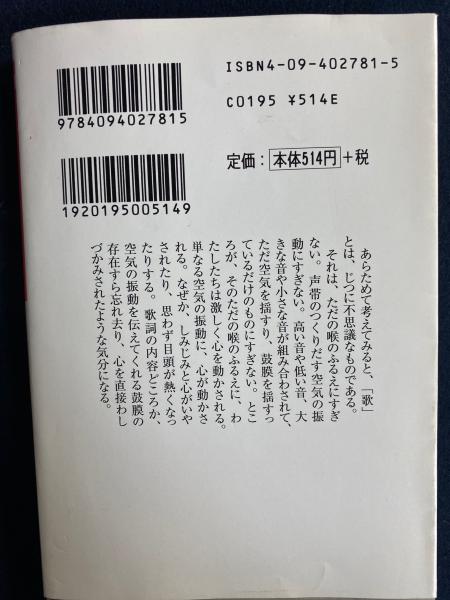 ISBN4-09-402781-5
C0195 ¥514E
9784094027815
定価：本体514円+税
1920195005149
あらためて考えてみると、「歌」
とは、じつに不思議なものである。
それは、ただの喉のふるえにすぎ
ない。声帯のつくりだす空気の振
動にすぎない。高い音や低い音、大
きな音や小さな音が組み合わされて、
ただ空気を揺すり、鼓膜を揺すっ
ているだけのものにすぎない。とこ
ろが、そのただの喉のふるえに、わ
たしたちは激しく心を動かされる。
単なる空気の振動に、心が動かさ
れる。なぜか、しみじみと心がいや
されたり、思わず目頭が熱くなっ
たりする。歌詞の内容どころか、
空気の振動を伝えてくれる鼓膜の
存在すら忘れ去り、心を直接わし
づかみされたような気分になる。